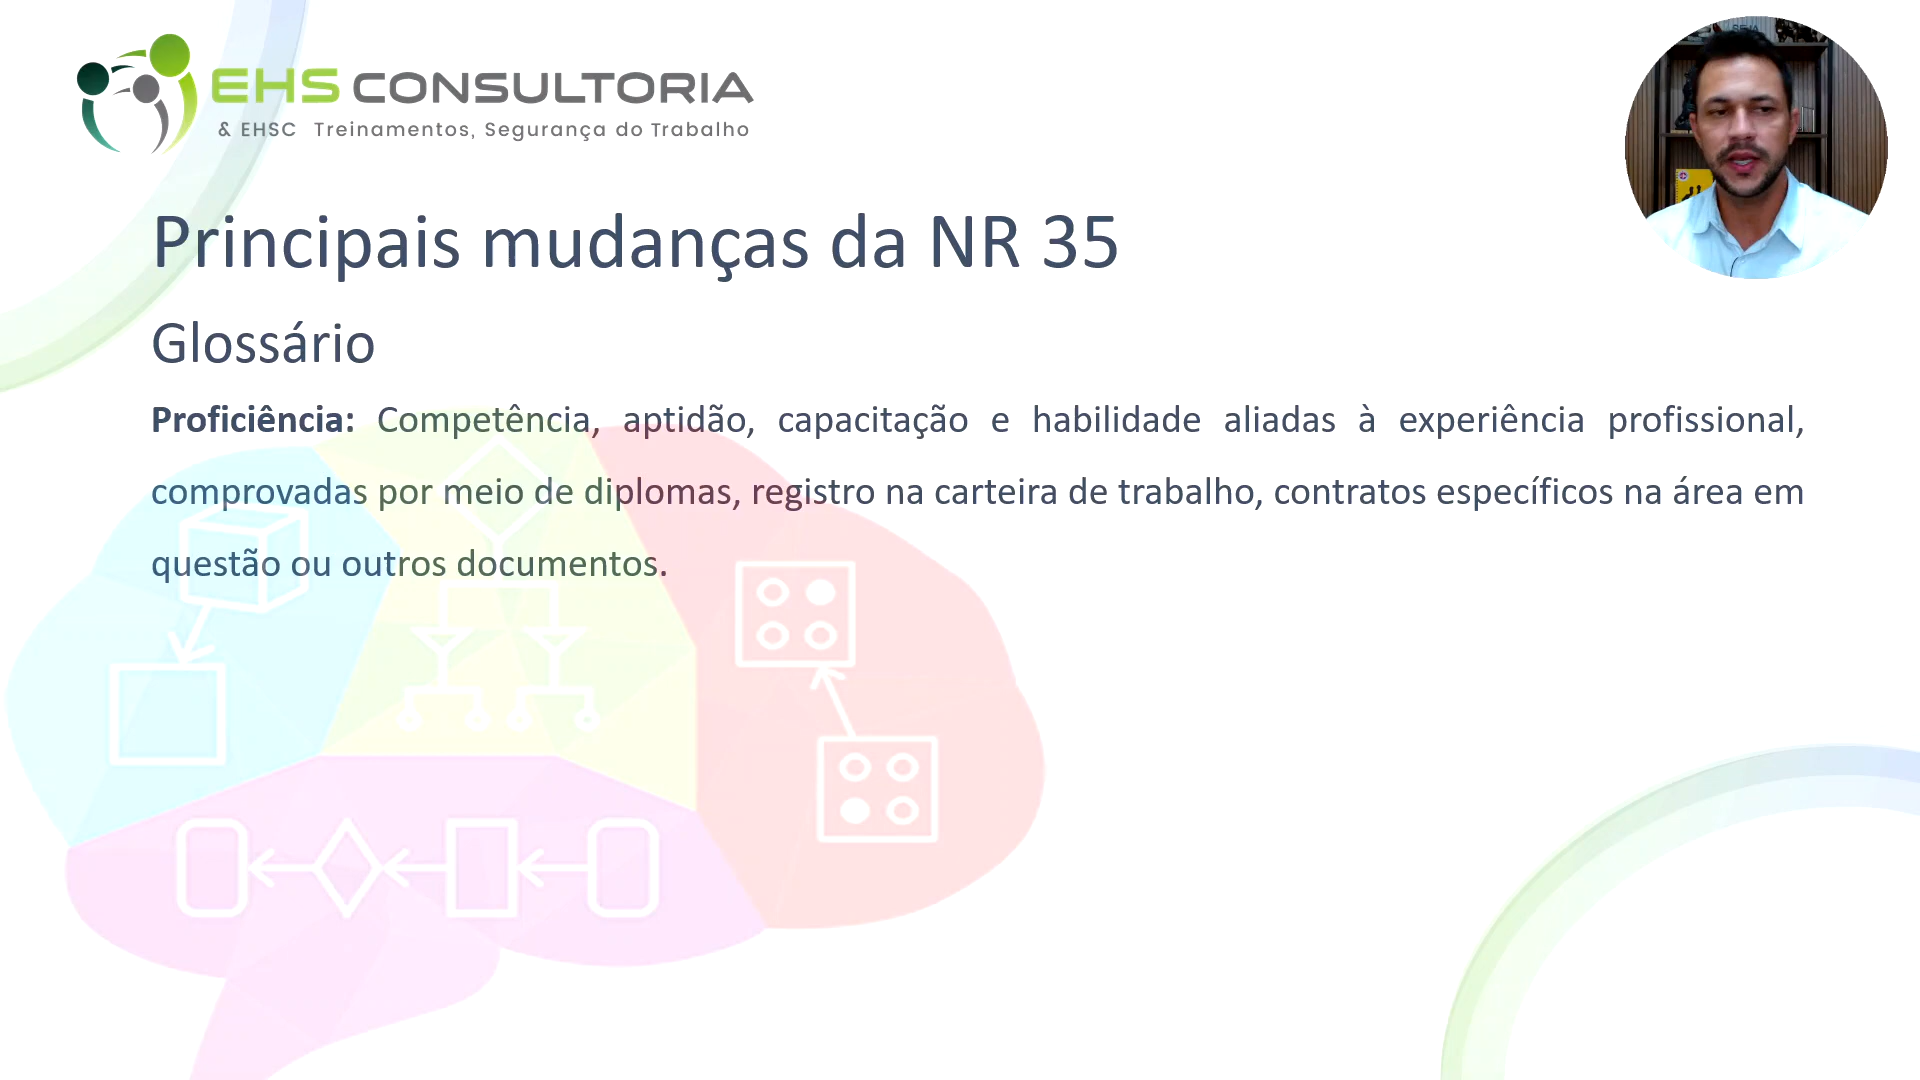 EHS CONSULTORIA
& EHSC Treinamentos, Segurança do Trabalho
Principais mudanças da NR 35
Glossário
Proficiência: Competência, aptidão, capacitação e habilidade aliadas à experiência profissional,
comprovadas por meio de diplomas, registro na carteira de trabalho, contratos específicos na área em
questão ou outros documentos.